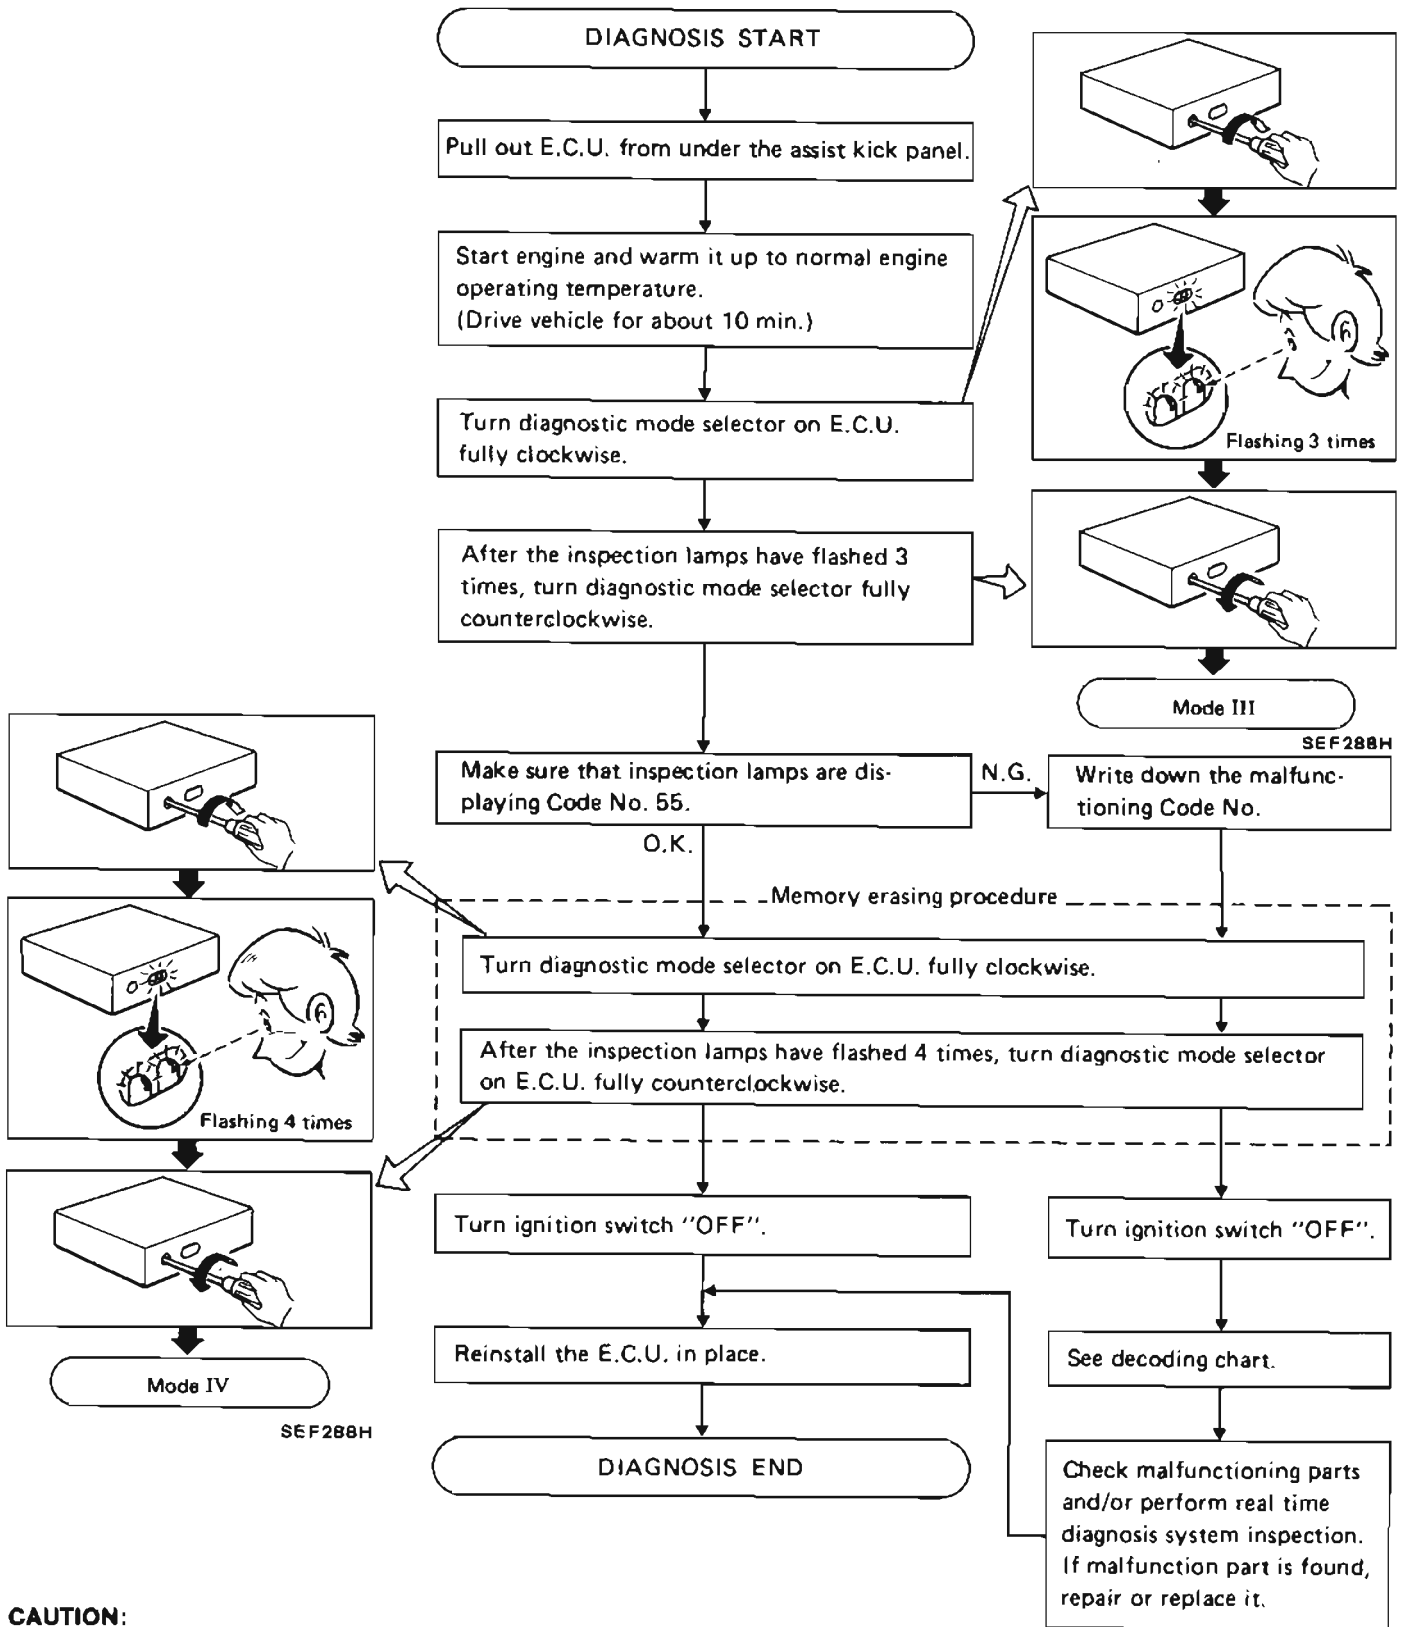 DIAGNOSIS START
Pull out E.C.U. from under the assist kick panel.
Start engine and warm it up to normal engine
operating temperature.
(Drive vehicle for about 10 min.)
Turn diagnostic mode selector on E.C.U.
fully clockwise.
Flashing 3 times
After the inspection lamps have flashed 3
times, turn diagnostic mode selector fully
counterclockwise.
Mode III
SEF288H
Make sure that inspection lamps are dis-
playing Code No. 55.
N.G.
Write down the malfunc-
tioning Code No.
O.K.
Memory erasing procedure
Turn diagnostic mode selector on E.C.U. fully clockwise.
After the inspection lamps have flashed 4 times, turn diagnostic mode selector
on E.C.U. fully counterclockwise.
Flashing 4 times
Mode IV
SEF288H
Turn ignition switch "OFF".
Turn ignition switch "OFF".
Reinstall the E.C.U. in place.
See decoding chart.
DIAGNOSIS END
Check malfunctioning parts
and/or perform real time
diagnosis system inspection.
If malfunction part is found,
repair or replace it.
CAUTION: